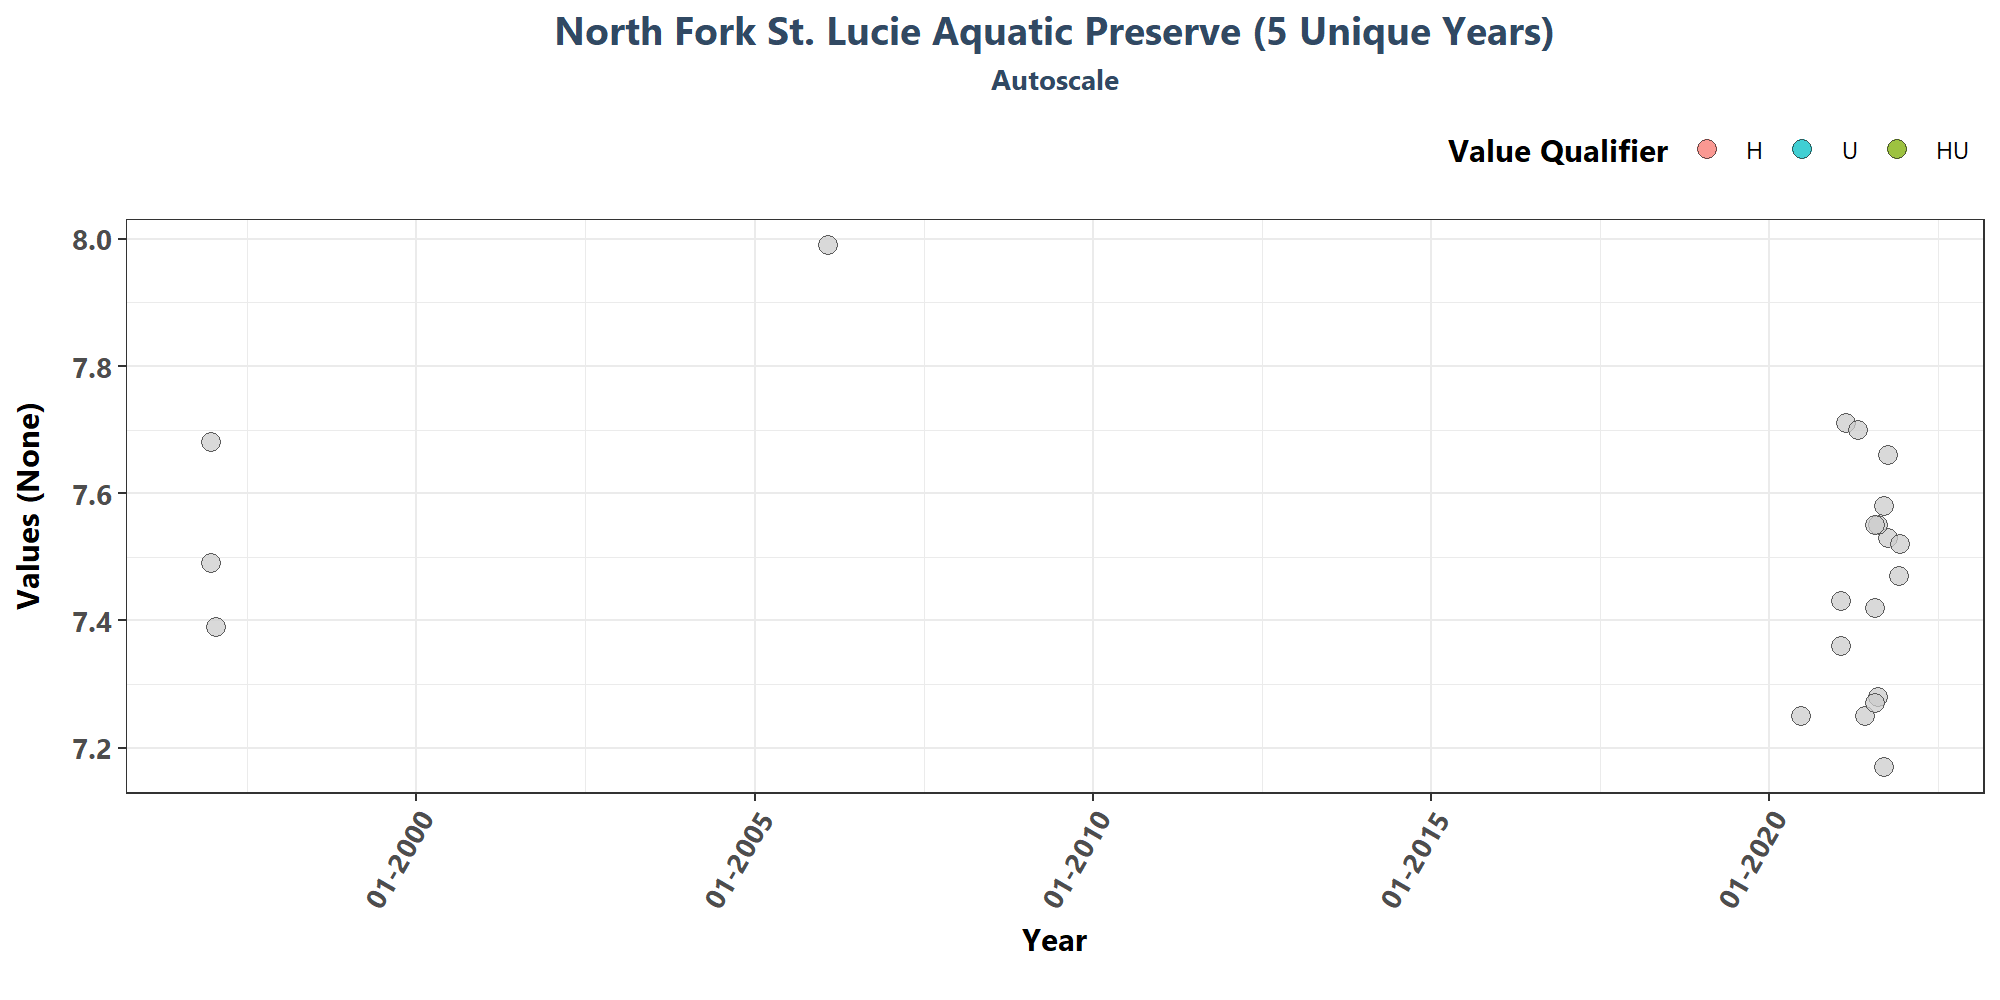 North Fork St. Lucie Aquatic Preserve (5 Unique Years)
Autoscale
Value Qualifier H U HU
Values (None)
8.0
7.8
7.6
7.4
7.2
01-2000 01-2005 01-2010 01-2015 01-2020
Year